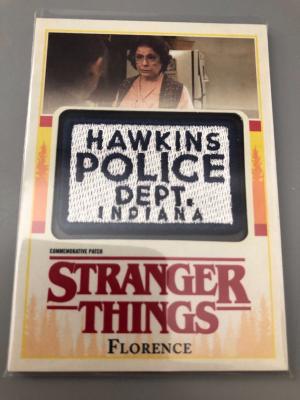 HAWKINS
POLICE
DEPT.
INDIANA
COMMEMORATIVE PATCH
STRANGER
THINGS
FLORENCE